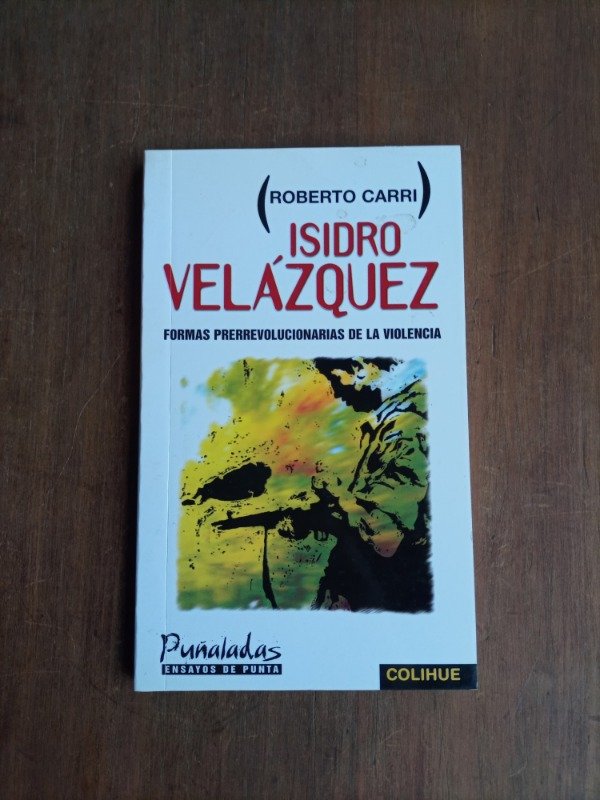 (ROBERTO CARRI)
ISIDRO
VELÁZQUEZ
FORMAS PRERREVOLUCIONARIAS DE LA VIOLENCIA
Puñaladas
ENSAYOS DE PUNTA
COLIHUE